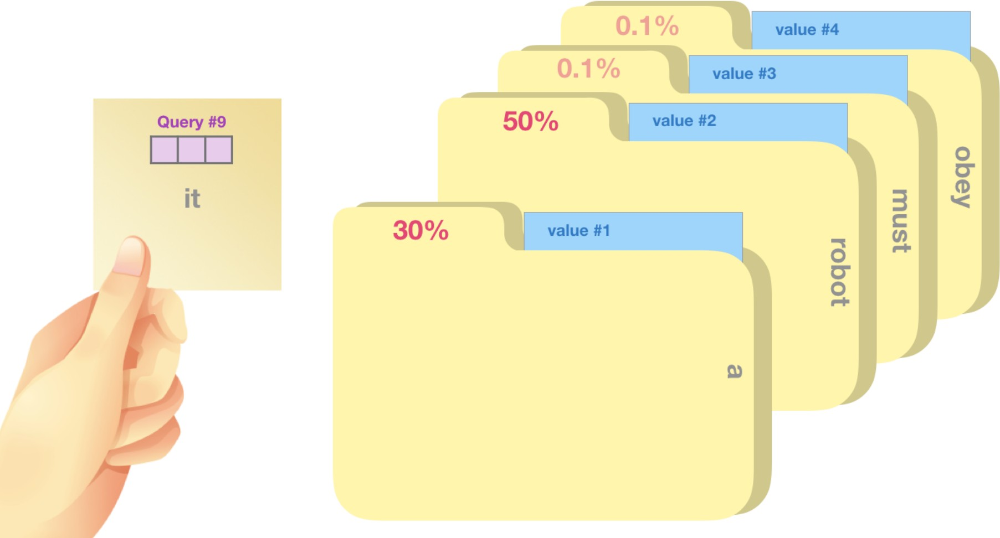 Query #9
it
30%
value #1
a
50%
value #2
robot
0.1%
value #3
must
0.1%
value #4
obey